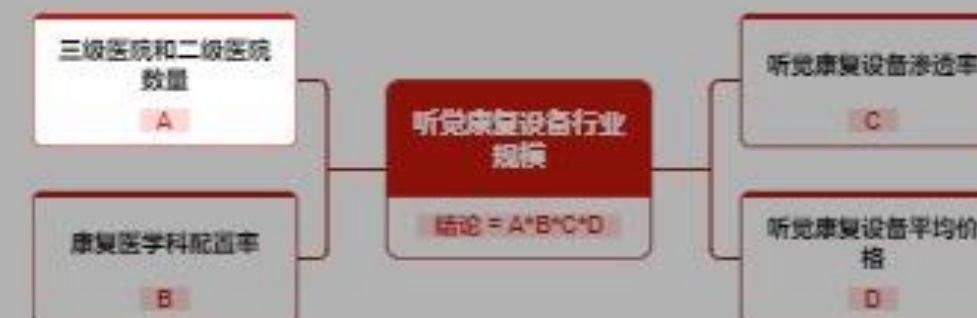 三级医院和二级医院
数量
A
康复医学科配置率
B
听觉康复设备行业
规模
结论 = A*B*C*D
听觉康复设备渗透率
C
听觉康复设备平均价
格
D